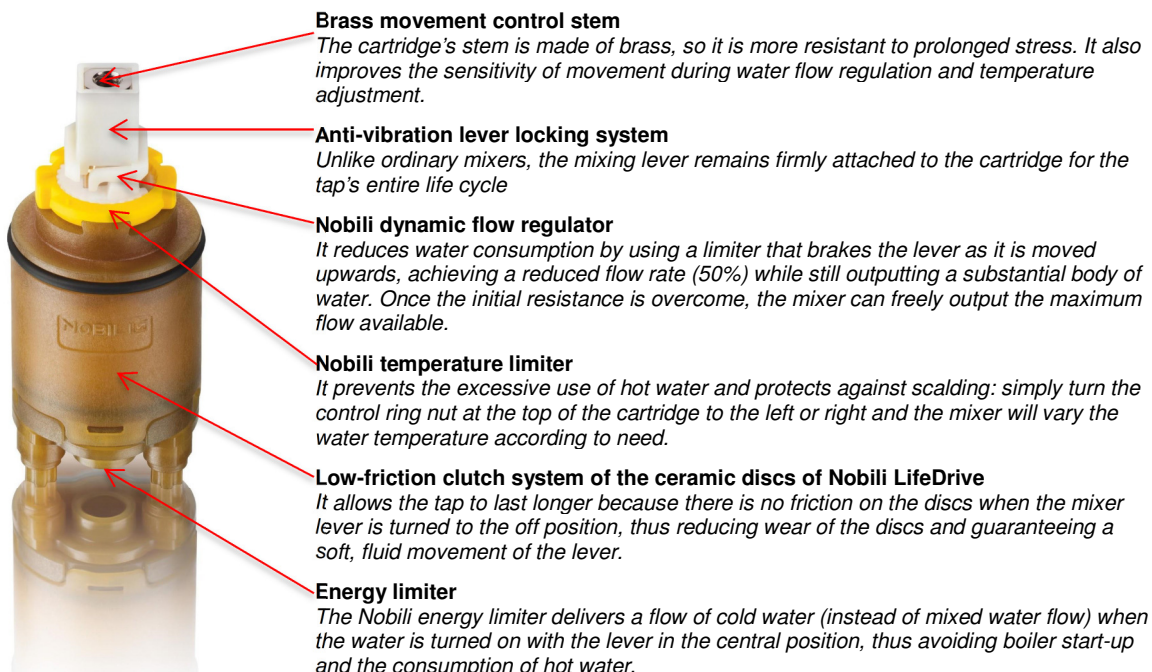 Brass movement control stem
The cartridge's stem is made of brass, so it is more resistant to prolonged stress. It also
improves the sensitivity of movement during water flow regulation and temperature
adjustment.
Anti-vibration lever locking system
Unlike ordinary mixers, the mixing lever remains firmly attached to the cartridge for the
tap's entire life cycle
Nobili dynamic flow regulator
It reduces water consumption by using a limiter that brakes the lever as it is moved
upwards, achieving a reduced flow rate (50%) while still outputting a substantial body of
water. Once the initial resistance is overcome, the mixer can freely output the maximum
flow available.
NOBILI
Nobili temperature limiter
It prevents the excessive use of hot water and protects against scalding: simply turn the
control ring nut at the top of the cartridge to the left or right and the mixer will vary the
water temperature according to need.
Low-friction clutch system of the ceramic discs of Nobili LifeDrive
It allows the tap to last longer because there is no friction on the discs when the mixer
lever is turned to the off position, thus reducing wear of the discs and guaranteeing a
soft, fluid movement of the lever.
Energy limiter
The Nobili energy limiter delivers a flow of cold water (instead of mixed water flow) when
the water is turned on with the lever in the central position, thus avoiding boiler start-up
and the consumption of hot water.